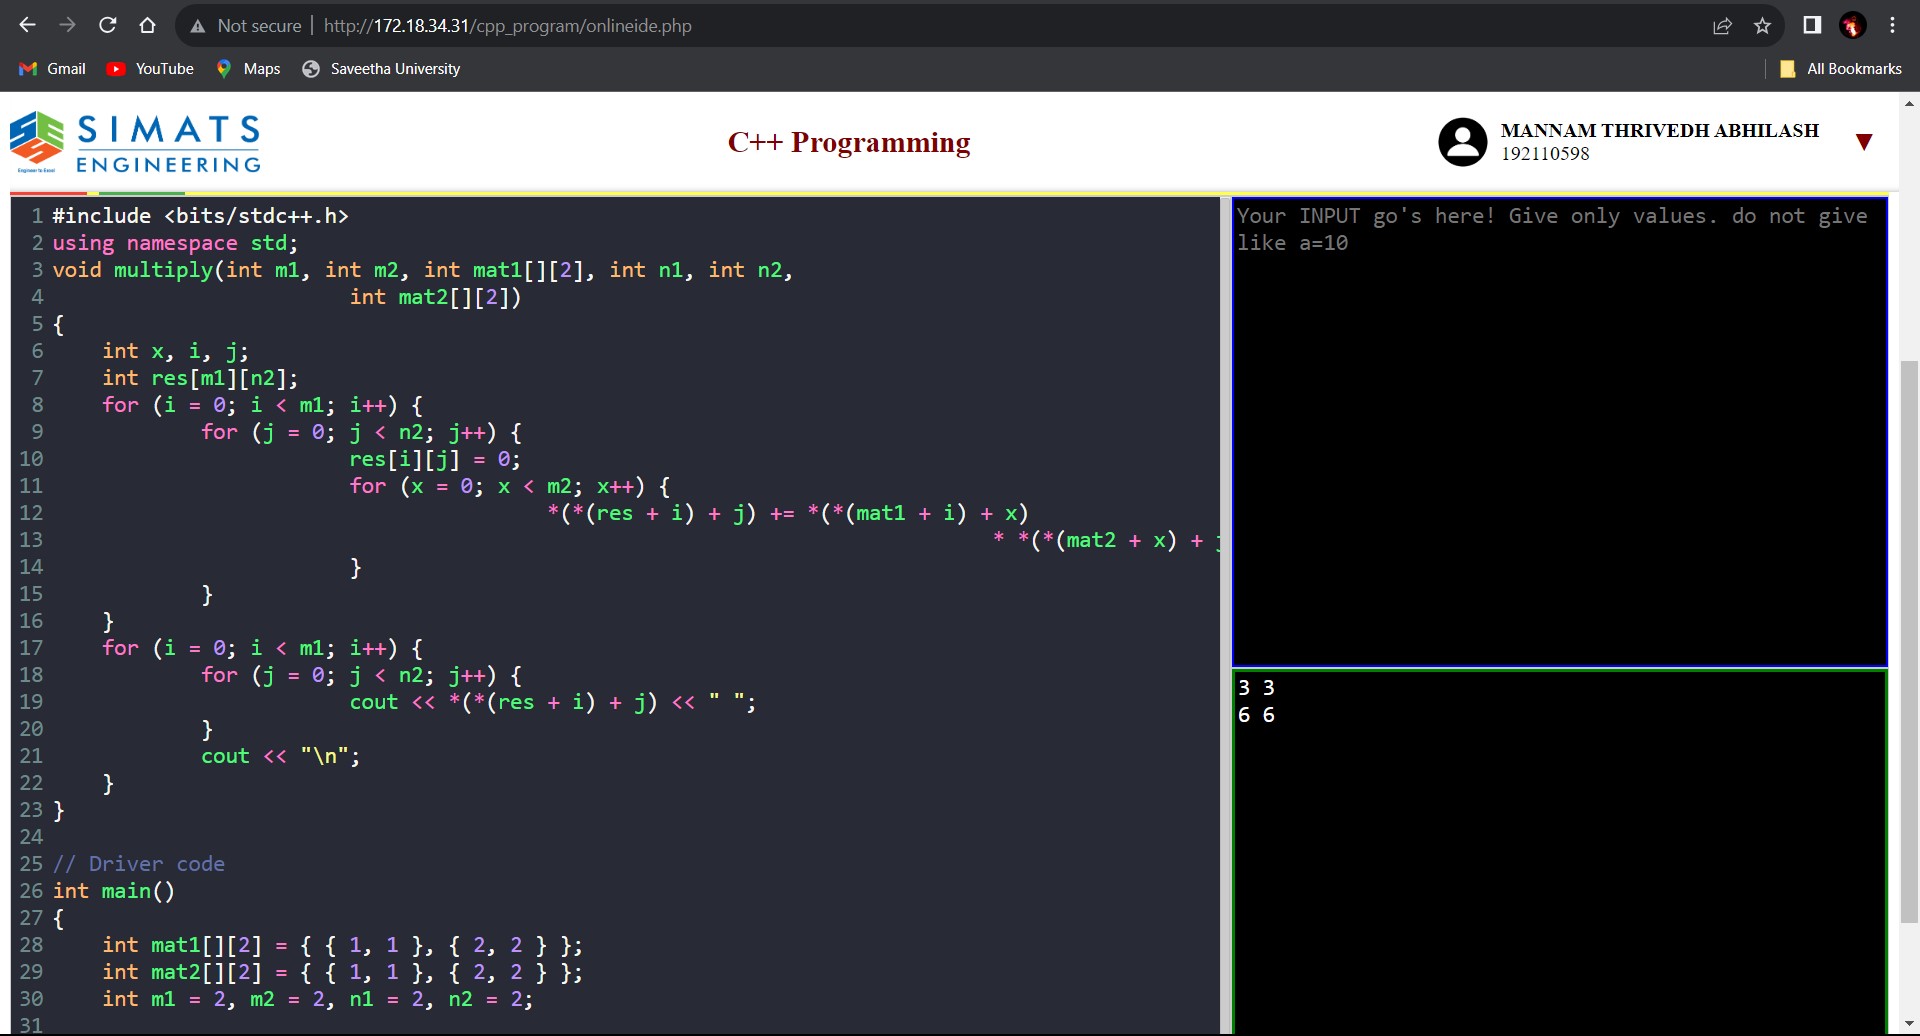 Not secure | http://172.18.34.31/cpp_program/onlineide.php
Gmail YouTube Maps Saveetha University All Bookmarks
SIMATS
ENGINEERING
Engineer to Excel
C++ Programming
MANNAM THRIVEDH ABHILASH
192110598
1 #include <bits/stdc++.h>
2 using namespace std;
3 void multiply(int m1, int m2, int mat1[][2], int n1, int n2,
4 int mat2[][2])
5 {
6 int x, i, j;
7 int res[m1][n2];
8 for (i = 0; i < m1; i++) {
9 for (j = 0; j < n2; j++) {
10 res[i][j] = 0;
11 for (x = 0; x < m2; x++) {
12 *(*(res + i) + j) += *(*(mat1 + i) + x)
13 * *(*(mat2 + x) + j
14 }
15 }
16 }
17 for (i = 0; i < m1; i++) {
18 for (j = 0; j < n2; j++) {
19 cout << *(*(res + i) + j) << " ";
20 }
21 cout << "\n";
22 }
23 }
24
25 // Driver code
26 int main()
27 {
28 int mat1[][2] = { { 1, 1 }, { 2, 2 } };
29 int mat2[][2] = { { 1, 1 }, { 2, 2 } };
30 int m1 = 2, m2 = 2, n1 = 2, n2 = 2;
31
Your INPUT go's here! Give only values. do not give
like a=10
3 3
6 6